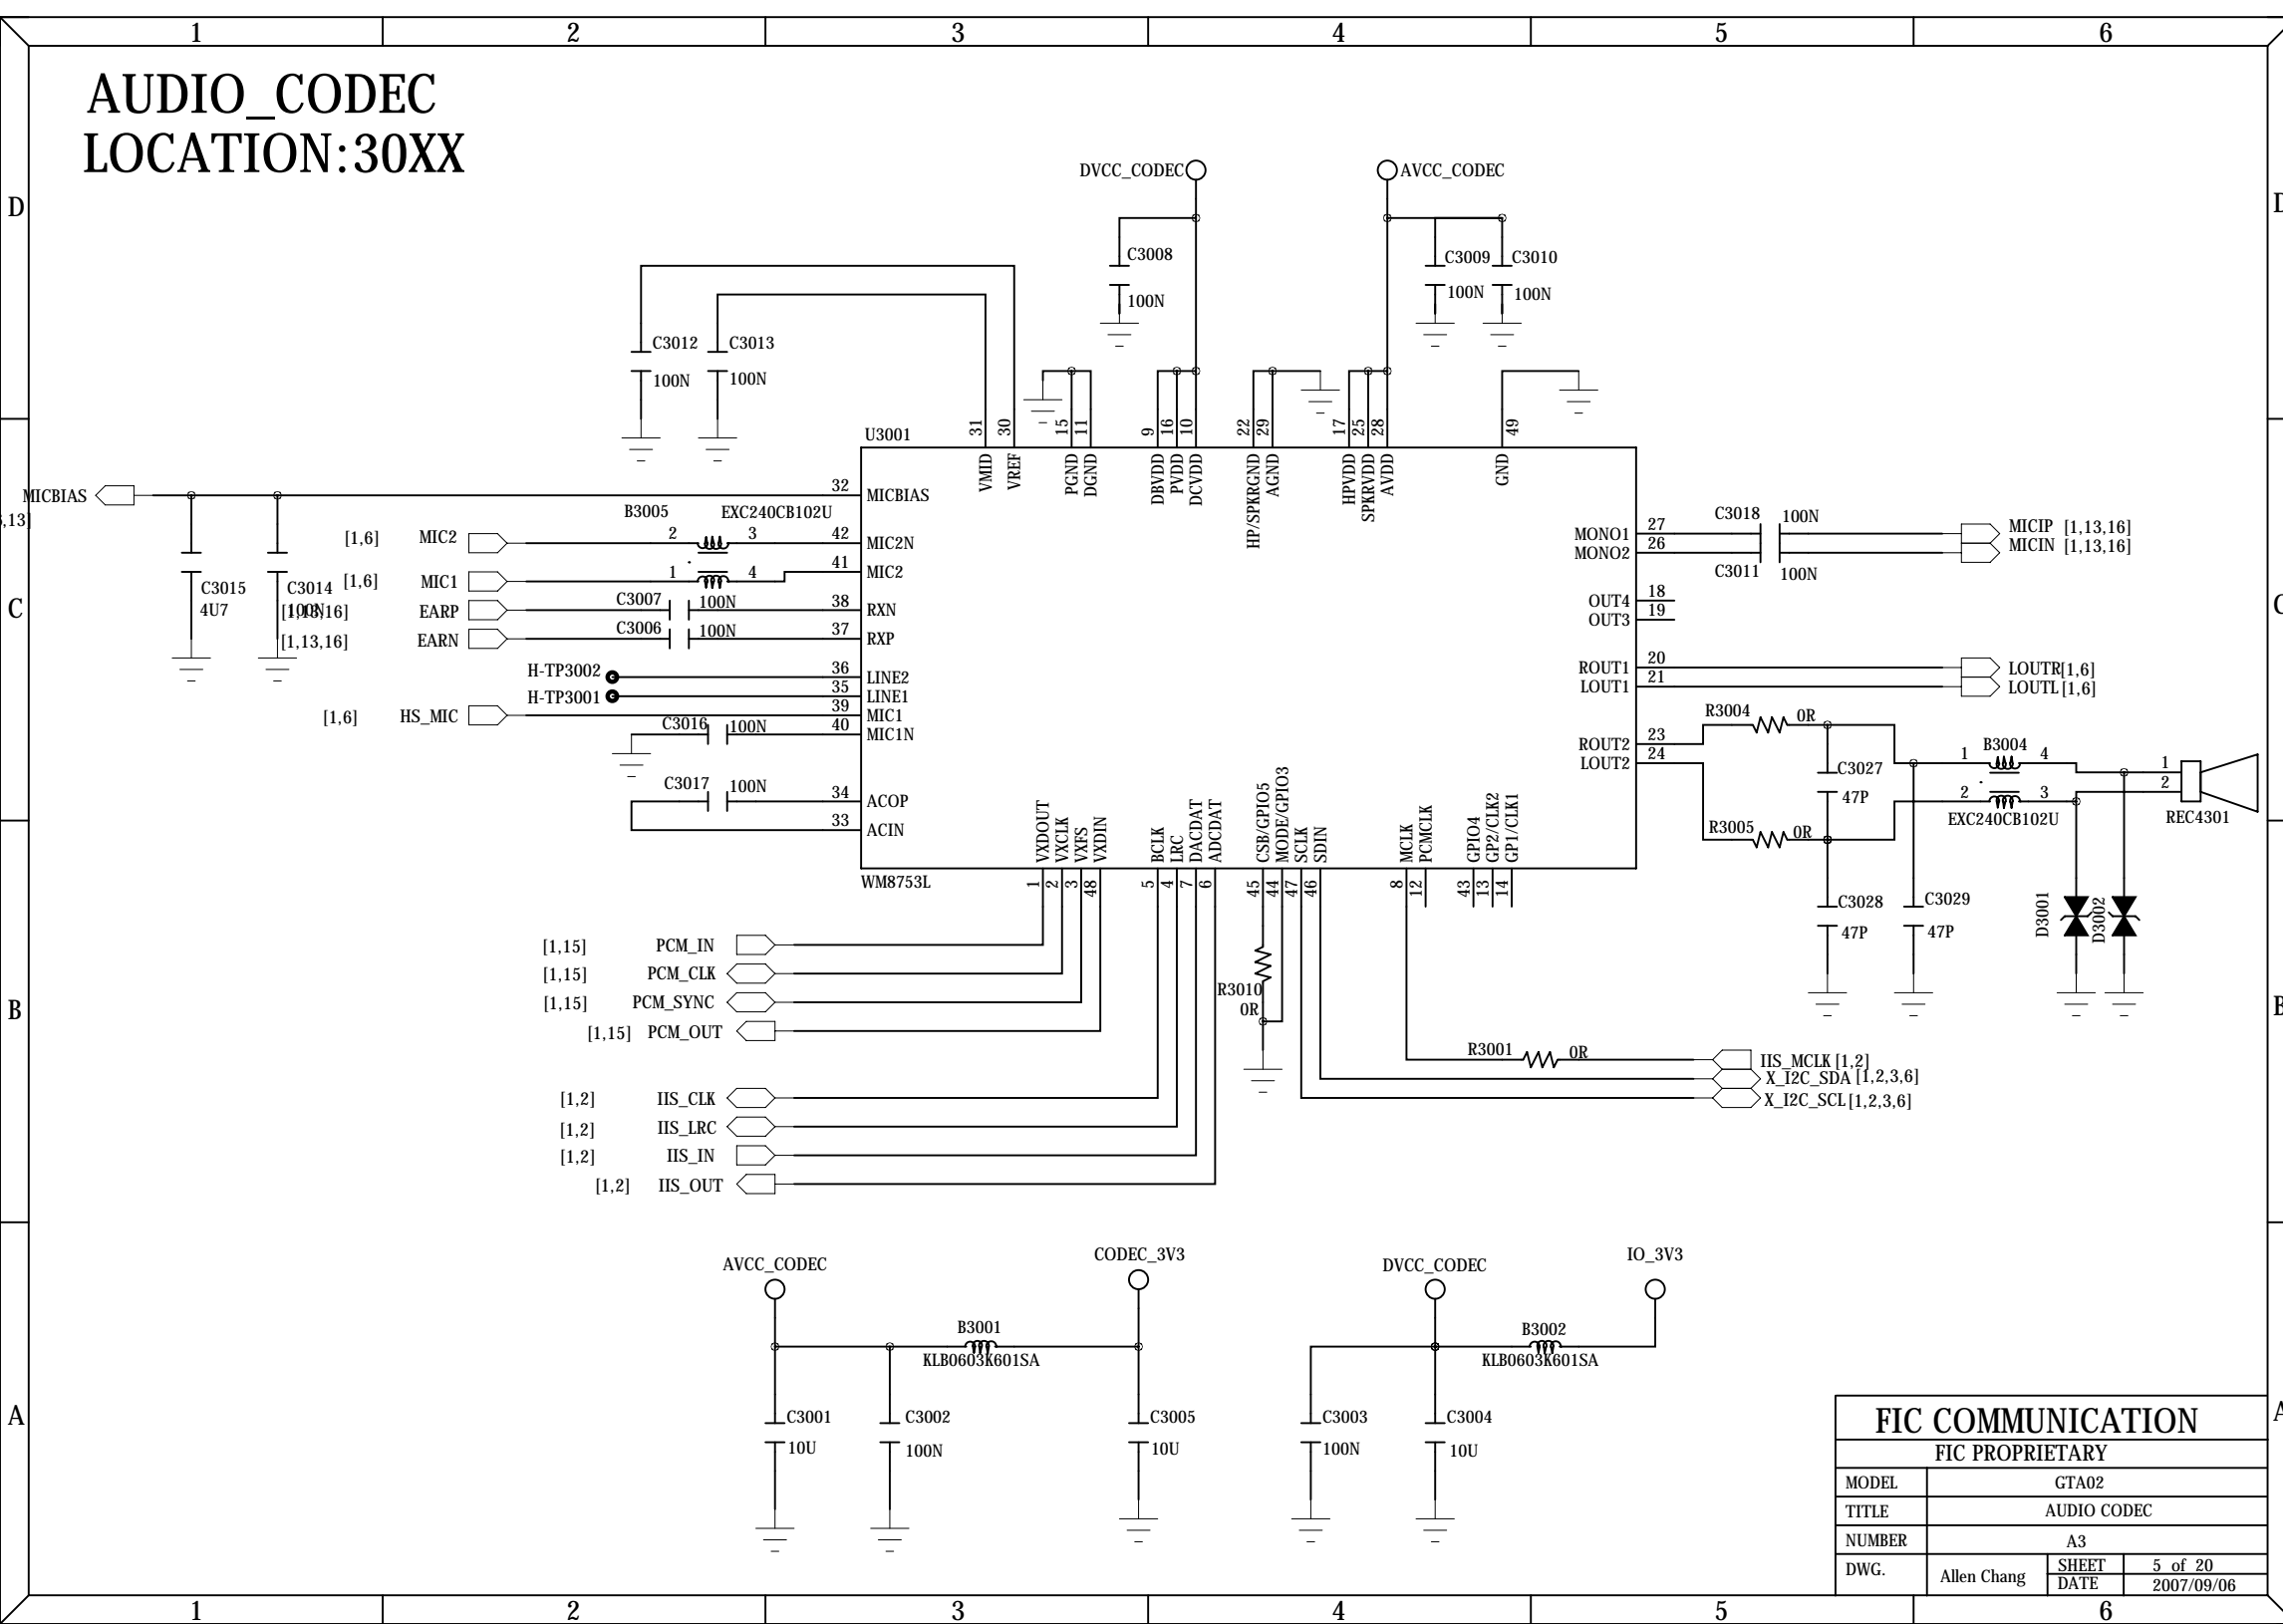 1 2 3 4 5 6
AUDIO_CODEC
LOCATION:30XX
D
D
DVCC_CODEC
AVCC_CODEC
C3008
100N
C3009
100N
C3010
100N
C3012
100N
C3013
100N
31 30 15 11 9 16 10 22 29 17 25 28 49
U3001
VMID
VREF
PGND
DGND
DBVDD
PVDD
DCVDD
HP/SPKRGND
AGND
HPVDD
SPKRVDD
AVDD
GND
MICBIAS
,13]
32 MICBIAS
B3005
EXC240CB102U
[1,6] MIC2 2 3 42 MIC2N
[1,6] MIC1 1 4 41 MIC2
C3015
4U7
C3014
100N
[1,13,16] EARP C3007 100N 38 RXN
[1,13,16] EARN C3006 100N 37 RXP
H-TP3002 36 LINE2
H-TP3001 35 LINE1
[1,6] HS_MIC 39 MIC1
C3016 100N 40 MIC1N
C3017 100N 34 ACOP
33 ACIN
C
C
MONO1 27 C3018 100N MICIP [1,13,16]
MONO2 26 C3011 100N MICIN [1,13,16]
OUT4 18
OUT3 19
ROUT1 20 LOUTR[1,6]
LOUT1 21 LOUTL[1,6]
ROUT2 23 R3004 0R
LOUT2 24 R3005 0R
C3027
47P
1 B3004 4
2 3
EXC240CB102U
1
2
REC4301
C3028
47P
C3029
47P
D3001
D3002
VXDOUT
VXCLK
VXFS
VXDIN
BCLK
LRC
DACDAT
ADCDAT
CSB/GPIO5
MODE/GPIO3
SCLK
SDIN
MCLK
PCMCLK
GPIO4
GP2/CLK2
GP1/CLK1
WM8753L
1 2 3 48 5 4 7 6 45 44 47 46 8 12 43 13 14
[1,15] PCM_IN
[1,15] PCM_CLK
[1,15] PCM_SYNC
[1,15] PCM_OUT
B
B
R3010
0R
R3001 0R IIS_MCLK [1,2]
X_I2C_SDA [1,2,3,6]
X_I2C_SCL [1,2,3,6]
[1,2] IIS_CLK
[1,2] IIS_LRC
[1,2] IIS_IN
[1,2] IIS_OUT
AVCC_CODEC
CODEC_3V3
B3001
KLB0603K601SA
C3001
10U
C3002
100N
C3005
10U
DVCC_CODEC
IO_3V3
B3002
KLB0603K601SA
C3003
100N
C3004
10U
A
A
FIC COMMUNICATION
FIC PROPRIETARY
MODEL GTA02
TITLE AUDIO CODEC
NUMBER A3
DWG. Allen Chang SHEET 5 of 20
DATE 2007/09/06
1 2 3 4 5 6